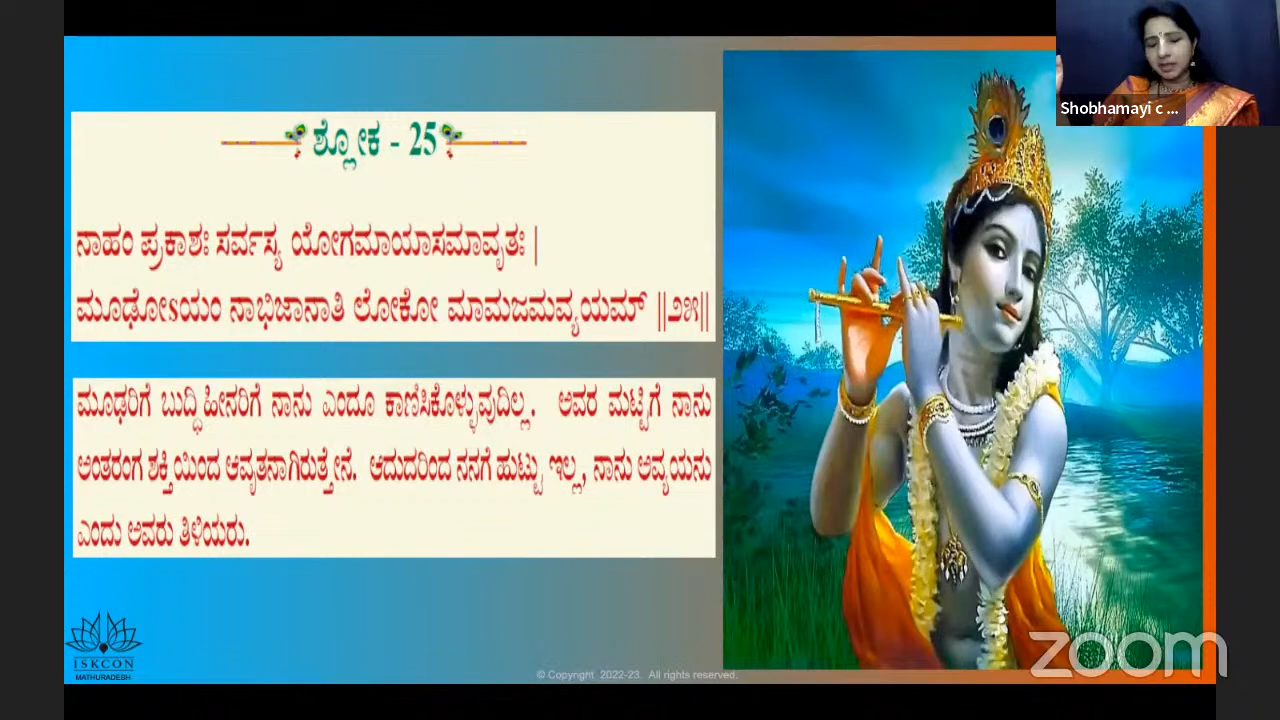 Shobhamayi c ...
ಶ್ಲೋಕ - 25
ನಾಹಂ ಪ್ರಕಾಶಃ ಸರ್ವಸ್ಯ ಯೋಗಮಾಯಾಸಮಾವೃತಃ |
ಮೂಢೋSಯಂ ನಾಭಿಜಾನಾತಿ ಲೋಕೋ ಮಾಮಜಮವ್ಯಯಮ್ ||೨೫||
ಮೂಢರಿಗೆ ಬುದ್ಧಿಹೀನರಿಗೆ ನಾನು ಎಂದೂ ಕಾಣಿಸಿಕೊಳ್ಳುವುದಿಲ್ಲ. ಅವರ ಮಟ್ಟಿಗೆ ನಾನು
ಅಂತರಂಗ ಶಕ್ತಿಯಿಂದ ಆವೃತನಾಗಿರುತ್ತೇನೆ. ಆದುದರಿಂದ ನನಗೆ ಹುಟ್ಟು ಇಲ್ಲ, ನಾನು ಅವ್ಯಯನು
ಎಂದು ಅವರು ತಿಳಿಯರು.
ISKCON
MATHURADESH
© Copyright 2022-23. All rights reserved.
zoom